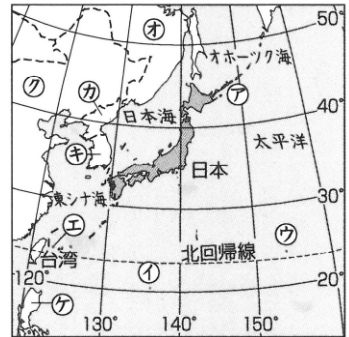 オ
50°
オホーツク海
ク
カ
ア
40°
日本海
キ
太平洋
日本
東シナ海
30°
エ
ウ
北回帰線
台湾
イ
20°
120°
ケ
130°
140°
150°